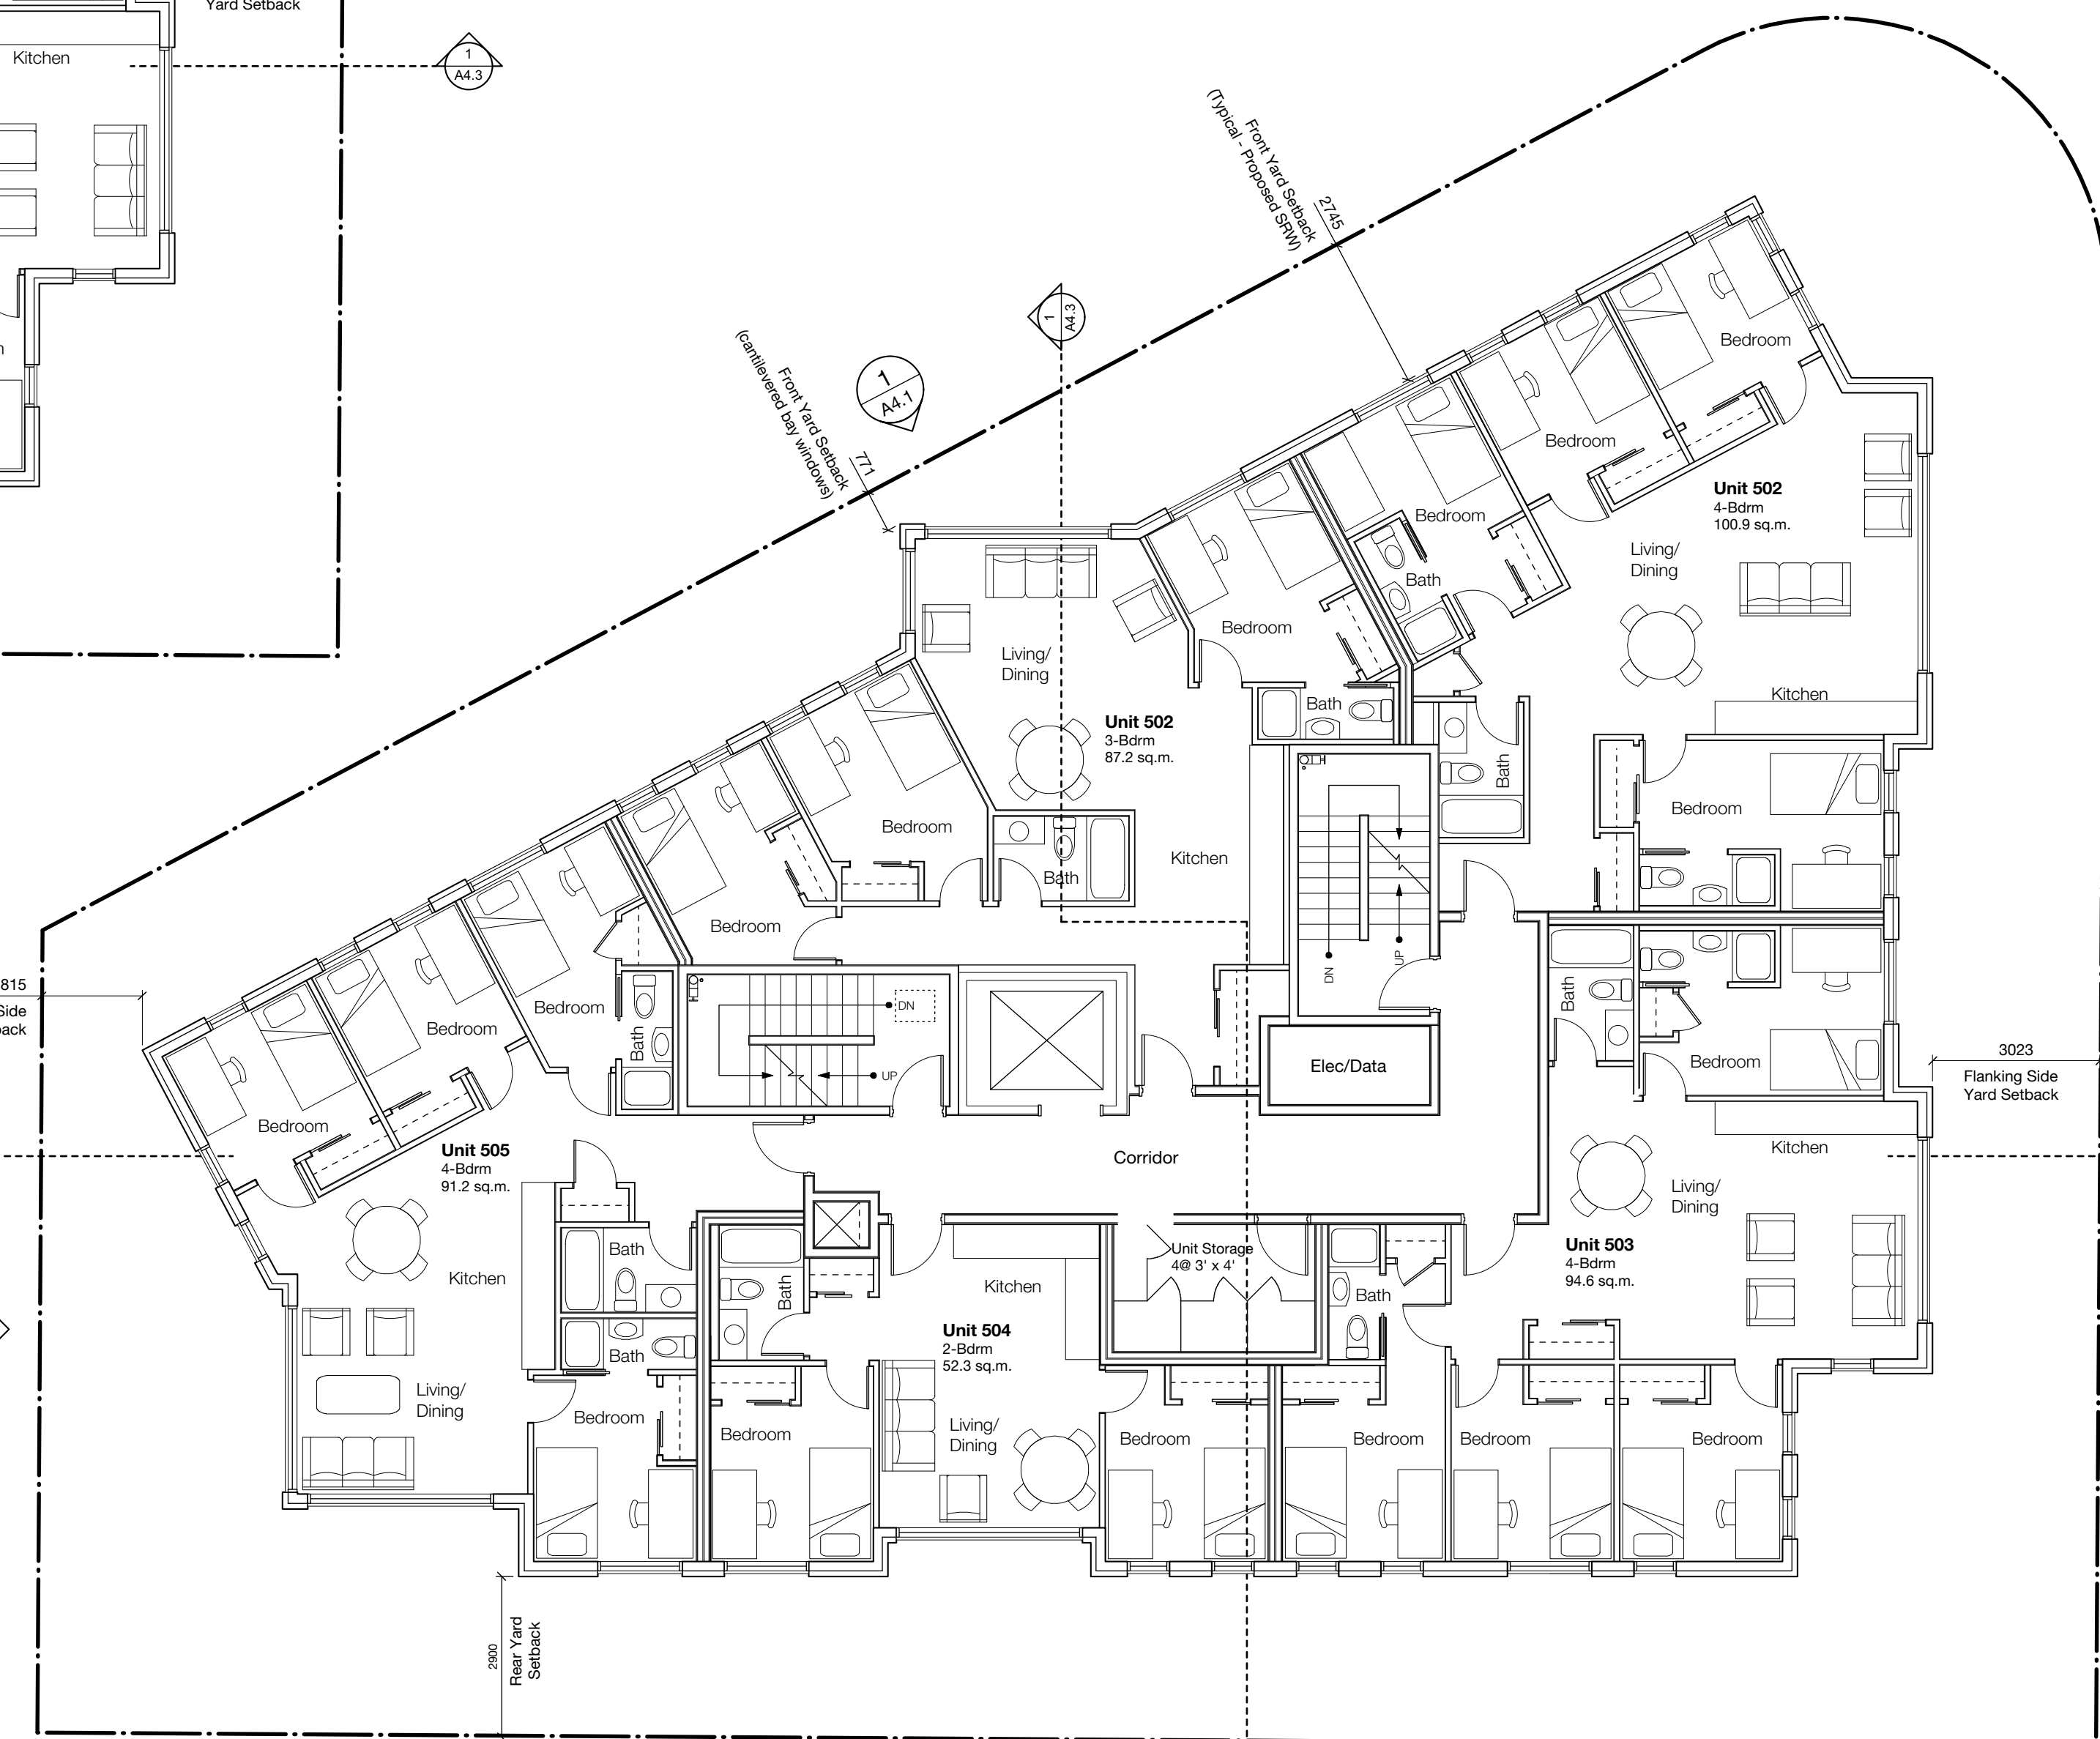 Yard Setback
Kitchen
1
A4.3
Front Yard Setback
(Typical - Proposed SRW)
2745
1
A4.3
1
A4.1
Front Yard Setback
(cantilevered bay windows)
771
Bedroom
Bedroom
Unit 502
4-Bdrm
100.9 sq.m.
Bedroom
Living/
Dining
Bath
Bedroom
Living/
Dining
Kitchen
Bath
Unit 502
3-Bdrm
87.2 sq.m.
Bath
Bedroom
Bedroom
Kitchen
Bath
Bedroom
DN
UP
815
Side
Bedroom
Bedroom
Bath
DN
UP
Bath
Bedroom
Elec/Data
3023
Flanking Side
Yard Setback
Bedroom
Unit 505
4-Bdrm
91.2 sq.m.
Corridor
Kitchen
Living/
Dining
Bath
Unit Storage
4@ 3' x 4'
Unit 503
4-Bdrm
94.6 sq.m.
Kitchen
Bath
Kitchen
Bath
Unit 504
2-Bdrm
52.3 sq.m.
Bath
Living/
Dining
Bedroom
Bedroom
Living/
Dining
Bedroom
Bedroom
Bedroom
Bedroom
2900
Rear Yard
Setback